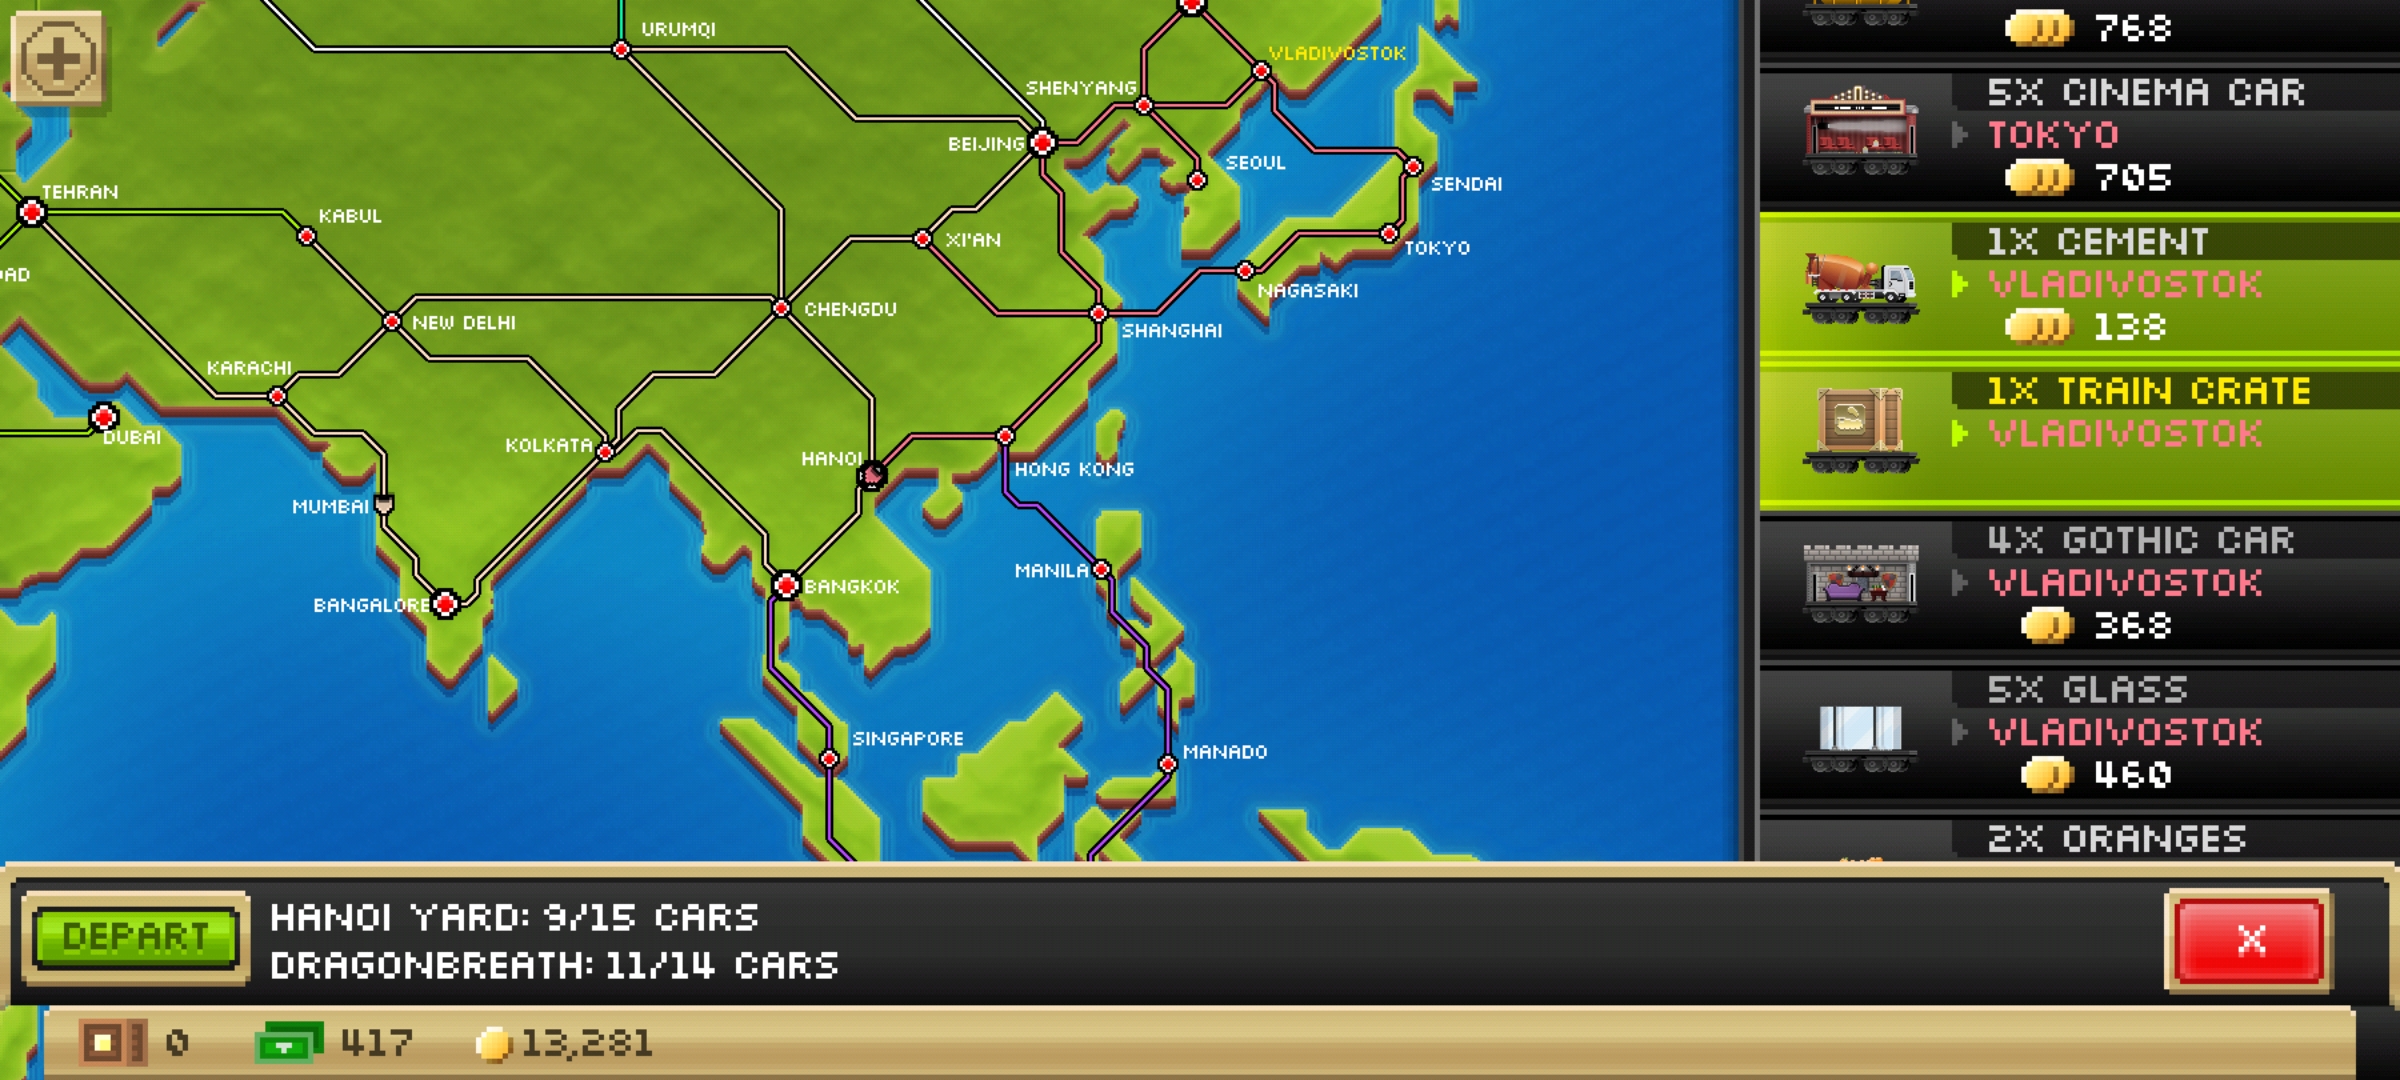 URUMQI
VLADIVOSTOK
SHENYANG
BEIJING
SEOUL
SENDAI
TEHRAN
KABUL
XI'AN
TOKYO
AD
NAGASAKI
CHENGDU
NEW DELHI
SHANGHAI
KARACHI
DUBAI
KOLKATA
HANOI
HONG KONG
MUMBAI
MANILA
BANGKOK
BANGALORE
SINGAPORE
MANADO
768
5X CINEMA CAR
TOKYO
705
1X CEMENT
VLADIVOSTOK
138
1X TRAIN CRATE
VLADIVOSTOK
4X GOTHIC CAR
VLADIVOSTOK
368
5X GLASS
VLADIVOSTOK
460
2X ORANGES
DEPART
HANOI YARD: 9/15 CARS
DRAGONBREATH: 11/14 CARS
X
0
417
13,281